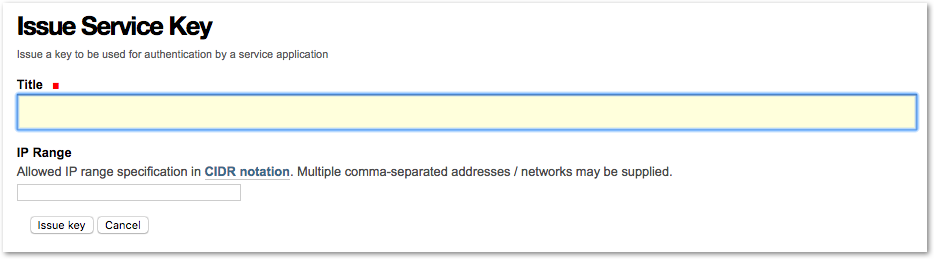 Issue Service Key
Issue a key to be used for authentication by a service application
Title
IP Range
Allowed IP range specification in CIDR notation. Multiple comma-separated addresses / networks may be supplied.
Issue key Cancel